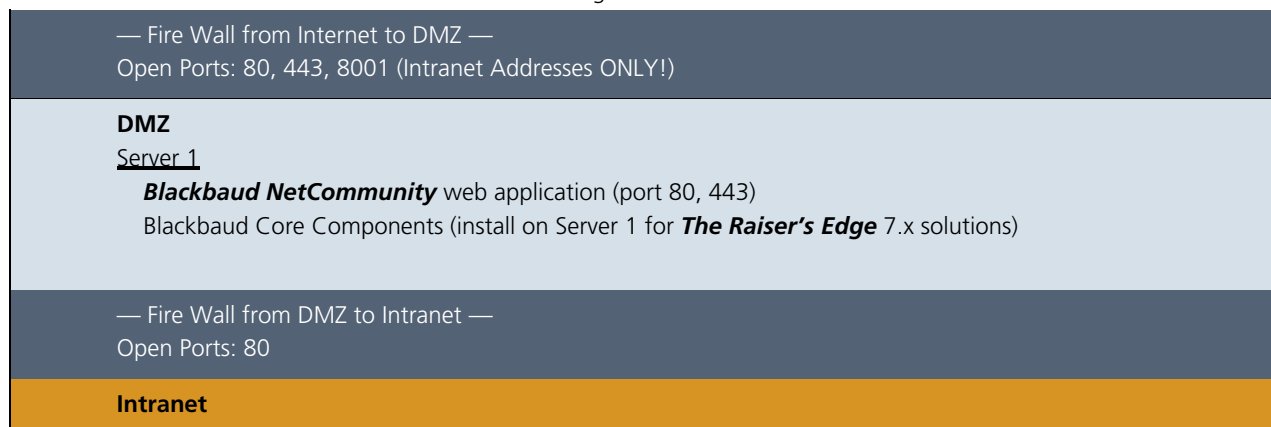 — Fire Wall from Internet to DMZ —
Open Ports: 80, 443, 8001 (Intranet Addresses ONLY!)
DMZ
Server 1
Blackbaud NetCommunity web application (port 80, 443)
Blackbaud Core Components (install on Server 1 for The Raiser’s Edge 7.x solutions)
— Fire Wall from DMZ to Intranet —
Open Ports: 80
Intranet